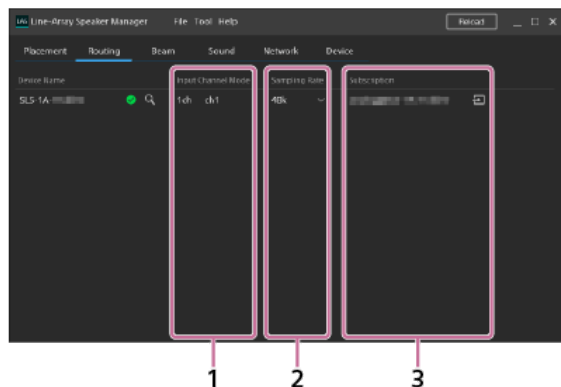 LAS Line-Array Speaker Manager File Tool Help Reload
Placement Routing Beam Sound Network Device
Device Name Input Channel Mode Sampling Rate Subscription
SLS-1A- 1ch ch1 48k
1 2 3